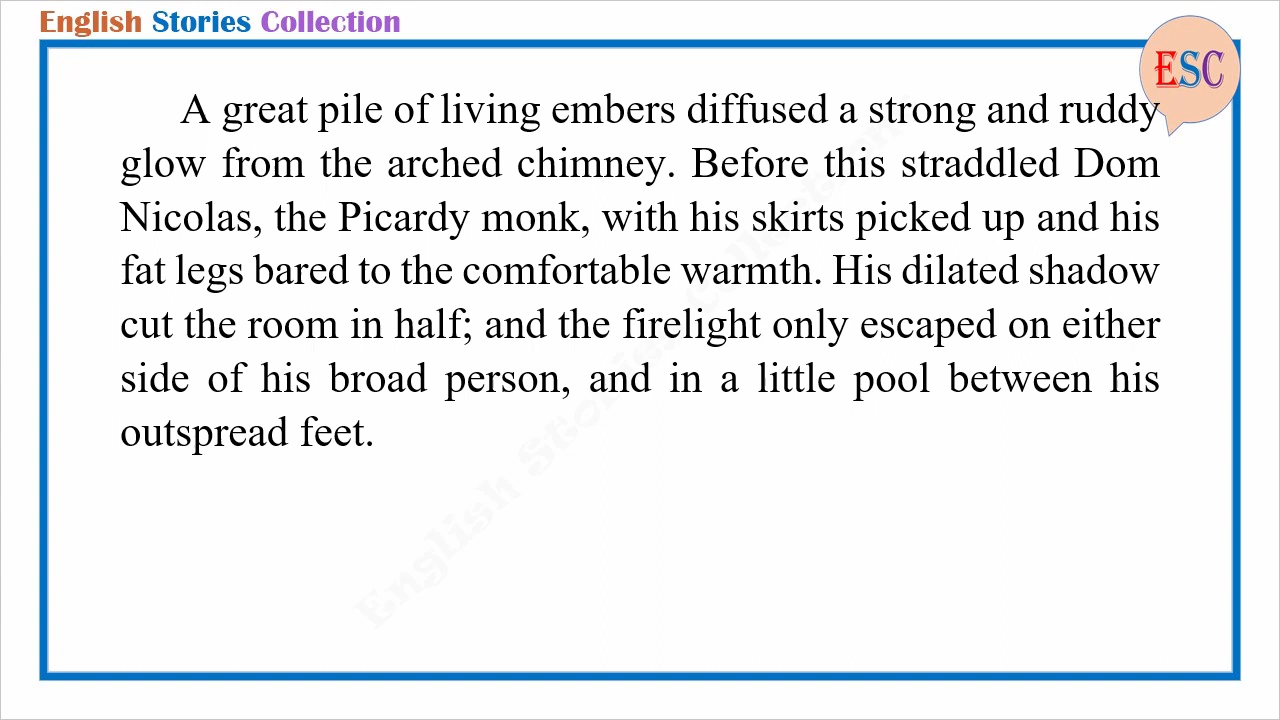 English Stories Collection
ESC
A great pile of living embers diffused a strong and ruddy
glow from the arched chimney. Before this straddled Dom
Nicolas, the Picardy monk, with his skirts picked up and his
fat legs bared to the comfortable warmth. His dilated shadow
cut the room in half; and the firelight only escaped on either
side of his broad person, and in a little pool between his
outspread feet.
English Stories Collection